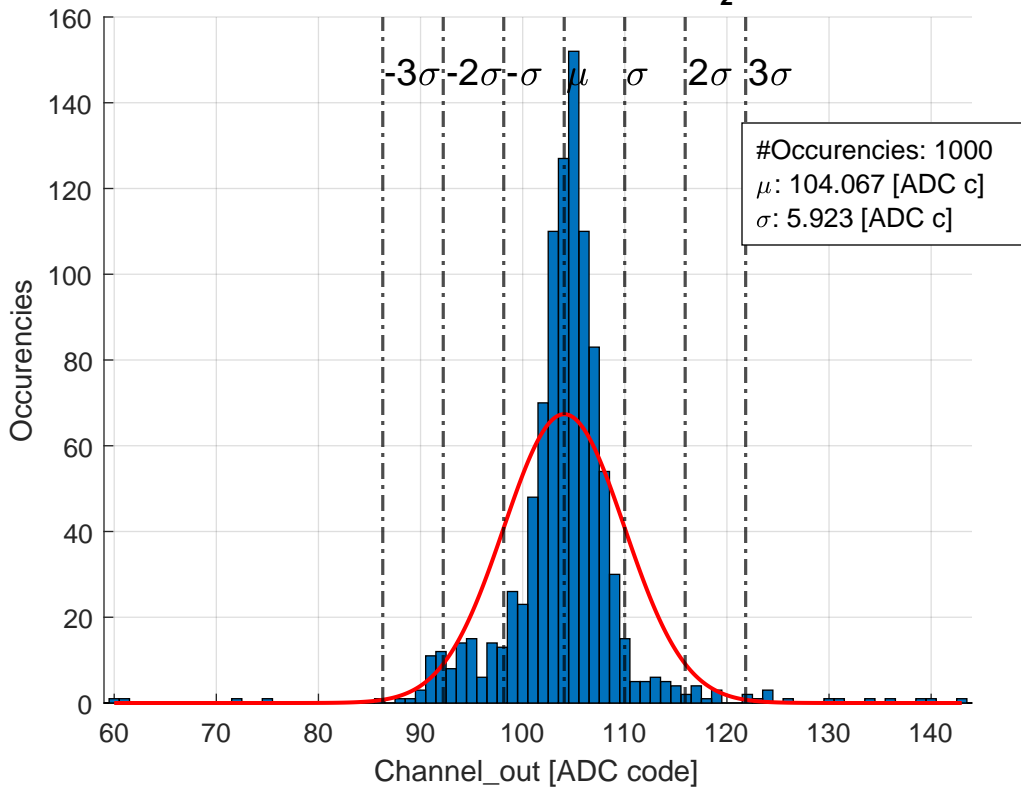 2
160
-3σ -2σ -σ μ σ 2σ 3σ
140
#Occurencies: 1000
μ: 104.067 [ADC c]
σ: 5.923 [ADC c]
120
100
80
60
40
20
0
Occurencies
60 70 80 90 100 110 120 130 140
Channel_out [ADC code]